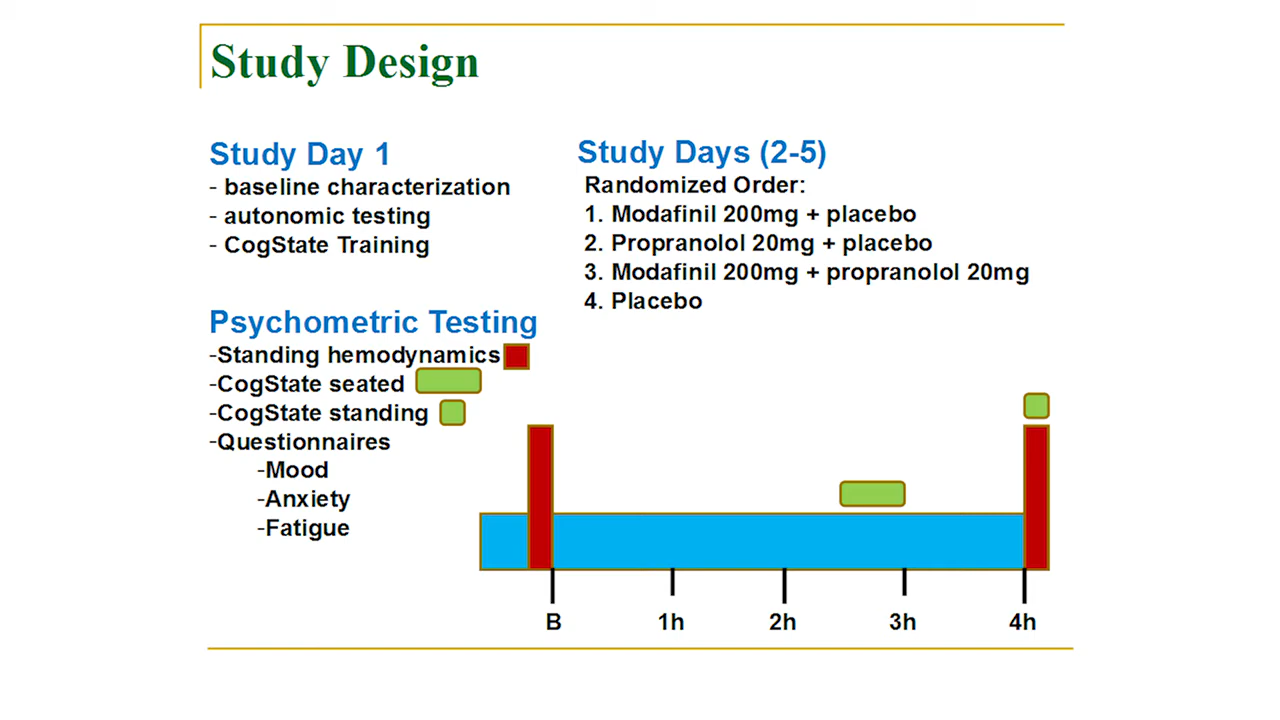 Study Design
Study Day 1
- baseline characterization
- autonomic testing
- CogState Training
Study Days (2-5)
Randomized Order:
1. Modafinil 200mg + placebo
2. Propranolol 20mg + placebo
3. Modafinil 200mg + propranolol 20mg
4. Placebo
Psychometric Testing
-Standing hemodynamics
-CogState seated
-CogState standing
-Questionnaires
-Mood
-Anxiety
-Fatigue
B 1h 2h 3h 4h